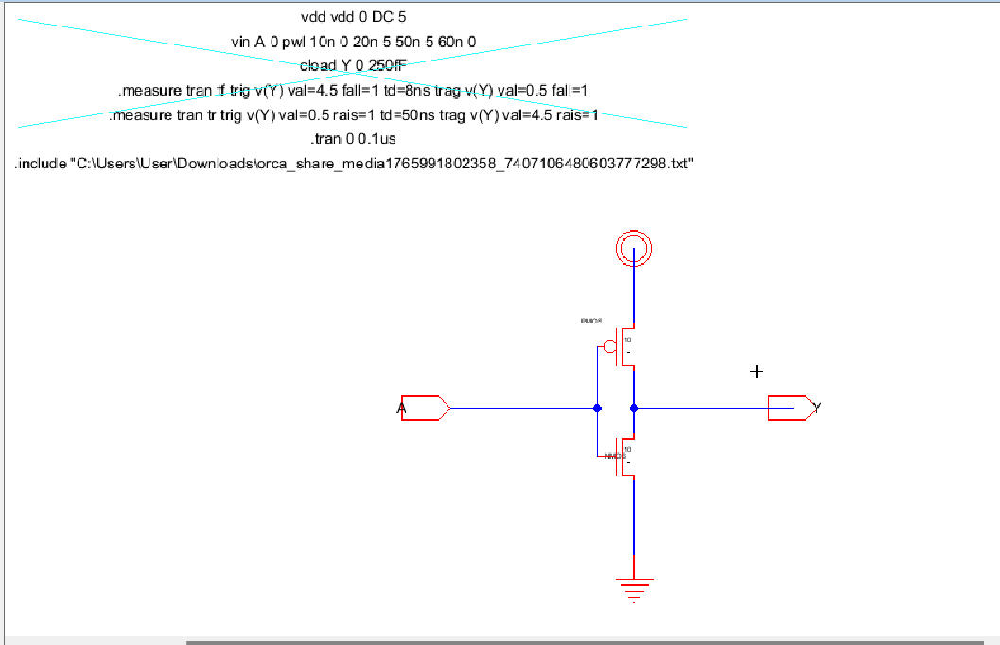 vdd vdd 0 DC 5
vin A 0 pwl 10n 0 20n 5 50n 5 60n 0
cload Y 0 250fF
.measure tran tf trig v(Y) val=4.5 fall=1 td=8ns trag v(Y) val=0.5 fall=1
.measure tran tr trig v(Y) val=0.5 rais=1 td=50ns trag v(Y) val=4.5 rais=1
.tran 0 0.1us
.include "C:\Users\User\Downloads\orca_share_media1765991802358_7407106480603777298.txt"
PMOS
10
A
Y
NMOS